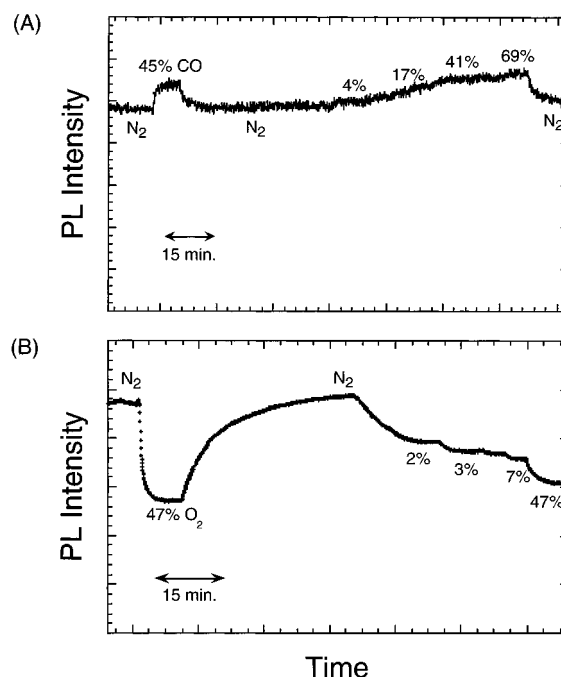 (A)
PL Intensity
45% CO
4%
17%
41%
69%
N2
N2
N2
15 min.
(B)
PL Intensity
N2
N2
47% O2
2%
3%
7%
47%
15 min.
Time